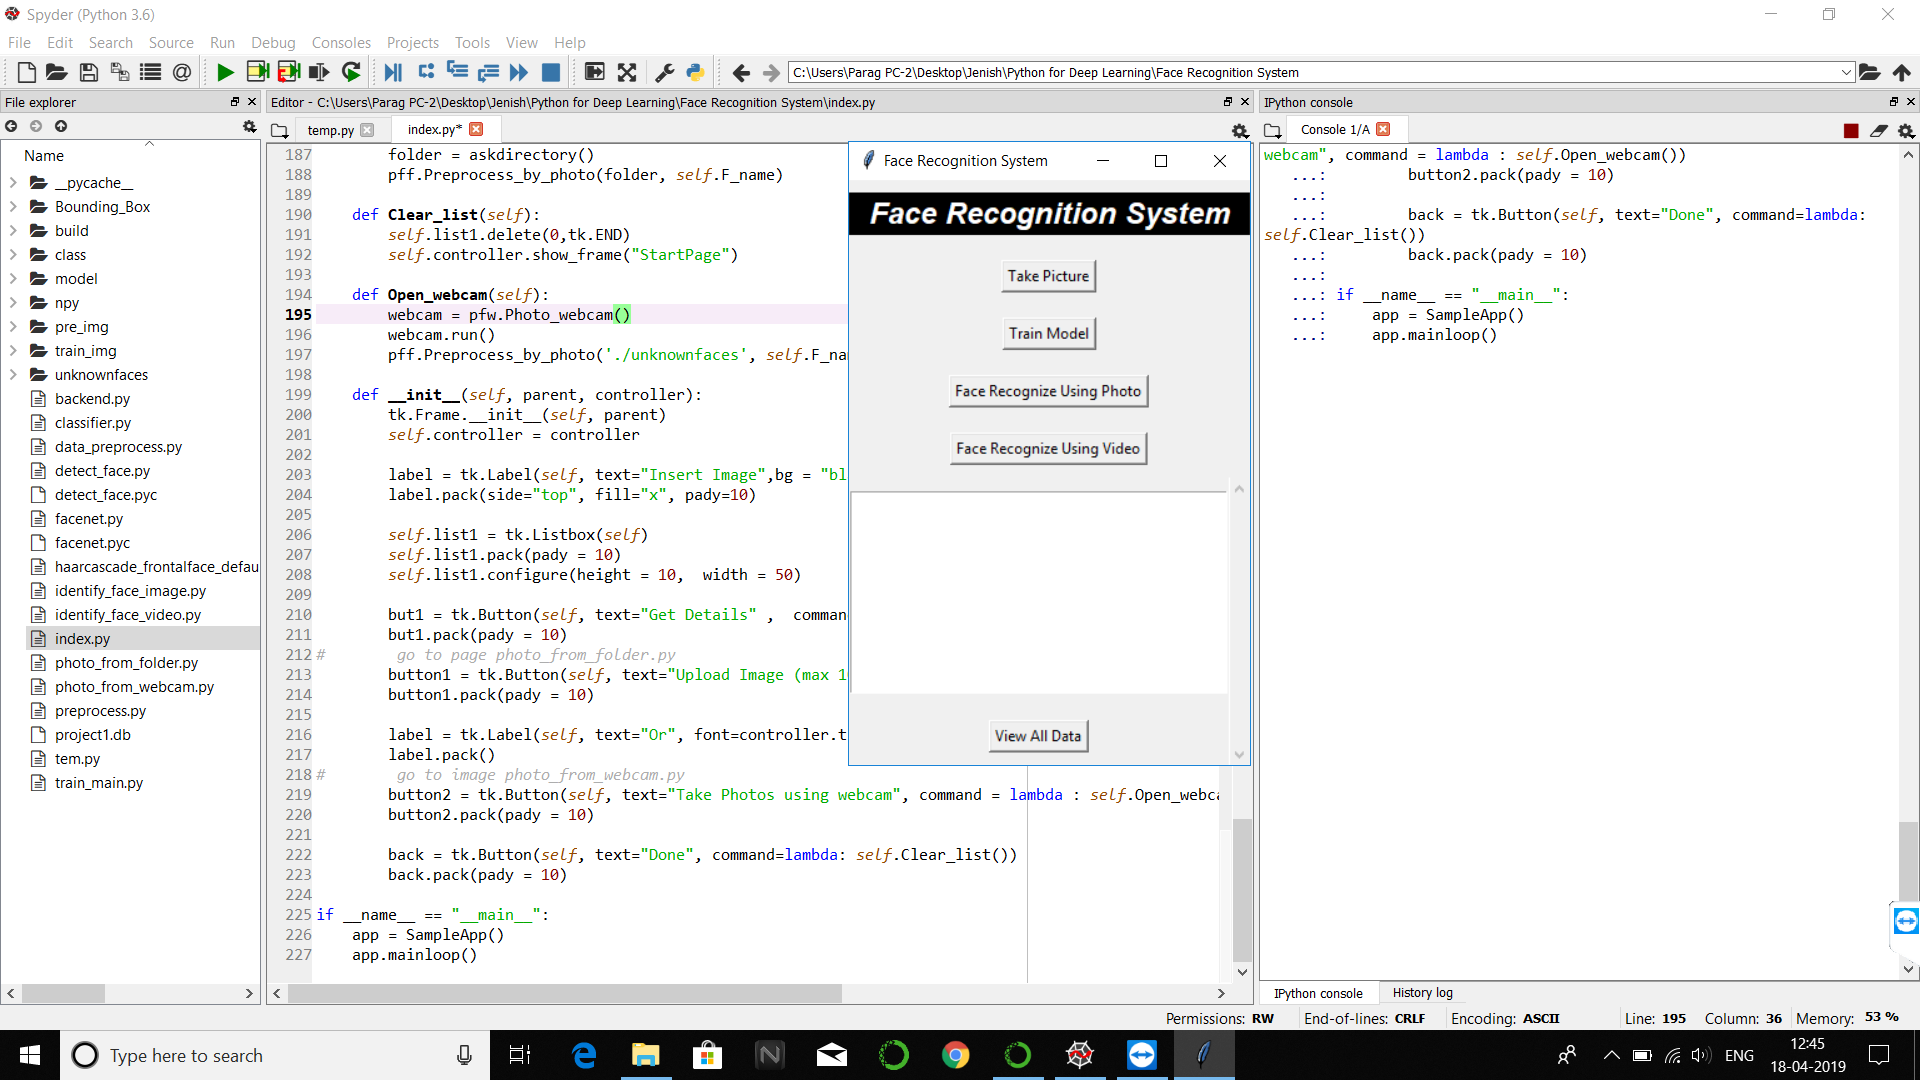 Spyder (Python 3.6)
File Edit Search Source Run Debug Consoles Projects Tools View Help
C:\Users\Parag PC-2\Desktop\Jenish\Python for Deep Learning\Face Recognition System
File explorer
Name
__pycache__
Bounding_Box
build
class
model
npy
pre_img
train_img
unknownfaces
backend.py
classifier.py
data_preprocess.py
detect_face.py
detect_face.pyc
facenet.py
facenet.pyc
haarcascade_frontalface_defau
identify_face_image.py
identify_face_video.py
index.py
photo_from_folder.py
photo_from_webcam.py
preprocess.py
project1.db
tem.py
train_main.py
Editor - C:\Users\Parag PC-2\Desktop\Jenish\Python for Deep Learning\Face Recognition System\index.py
temp.py index.py*
187 folder = askdirectory()
188 pff.Preprocess_by_photo(folder, self.F_name)
189
190 def Clear_list(self):
191 self.list1.delete(0,tk.END)
192 self.controller.show_frame("StartPage")
193
194 def Open_webcam(self):
195 webcam = pfw.Photo_webcam()
196 webcam.run()
197 pff.Preprocess_by_photo('./unknownfaces', self.F_na
198
199 def __init__(self, parent, controller):
200 tk.Frame.__init__(self, parent)
201 self.controller = controller
202
203 label = tk.Label(self, text="Insert Image",bg = "bl
204 label.pack(side="top", fill="x", pady=10)
205
206 self.list1 = tk.Listbox(self)
207 self.list1.pack(pady = 10)
208 self.list1.configure(height = 10,  width = 50)
209
210 but1 = tk.Button(self, text="Get Details" ,  comman
211 but1.pack(pady = 10)
212 #        go to page photo_from_folder.py
213 button1 = tk.Button(self, text="Upload Image (max 1
214 button1.pack(pady = 10)
215
216 label = tk.Label(self, text="Or", font=controller.t
217 label.pack()
218 #        go to image photo_from_webcam.py
219 button2 = tk.Button(self, text="Take Photos using webcam", command = lambda : self.Open_webc
220 button2.pack(pady = 10)
221
222 back = tk.Button(self, text="Done", command=lambda: self.Clear_list())
223 back.pack(pady = 10)
224
225 if __name__ == "__main__":
226 app = SampleApp()
227 app.mainloop()
Face Recognition System
Face Recognition System
Take Picture
Train Model
Face Recognize Using Photo
Face Recognize Using Video
View All Data
IPython console
Console 1/A
webcam", command = lambda : self.Open_webcam())
...: button2.pack(pady = 10)
...:
...: back = tk.Button(self, text="Done", command=lambda:
self.Clear_list())
...: back.pack(pady = 10)
...:
...: if __name__ == "__main__":
...: app = SampleApp()
...: app.mainloop()
IPython console History log
Permissions: RW End-of-lines: CRLF Encoding: ASCII Line: 195 Column: 36 Memory: 53 %
Type here to search
ENG
12:45
18-04-2019